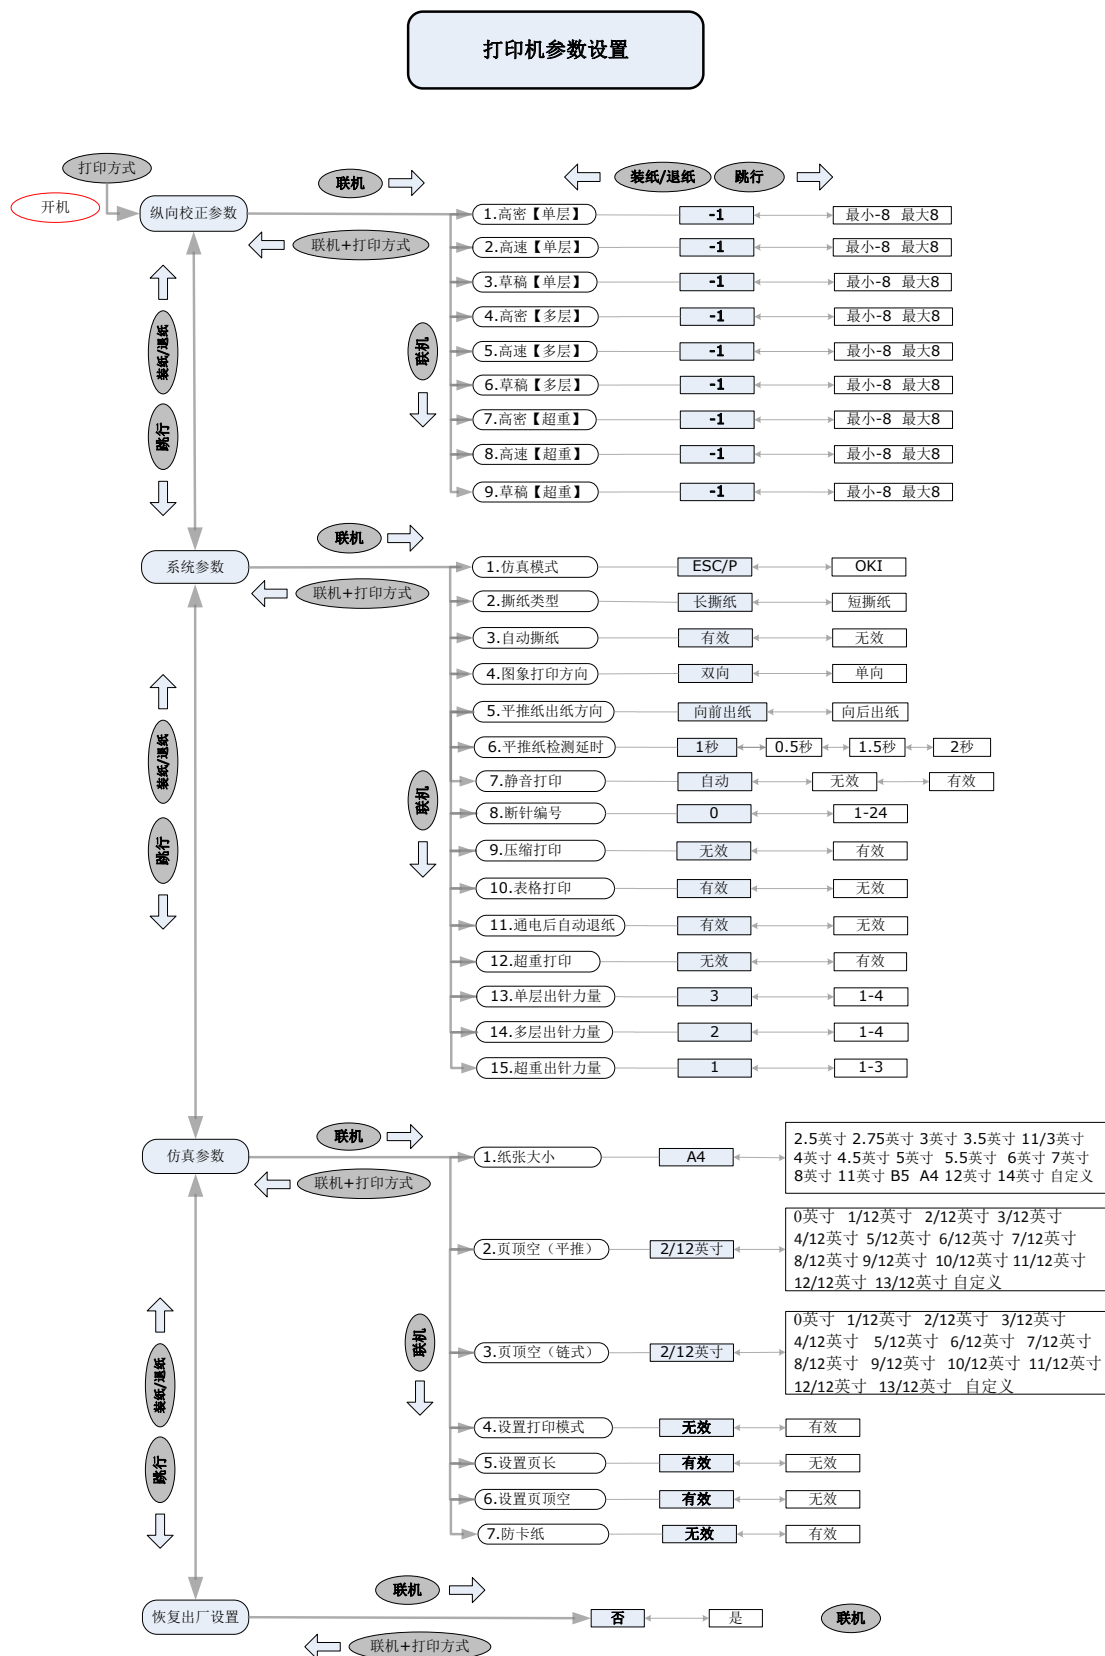 打印机参数设置
打印方式
开机
联机
装纸/退纸
跳行
纵向校正参数
联机+打印方式
装纸/退纸
跳行
联机
1.高密【单层】 -1 最小-8 最大8
2.高速【单层】 -1 最小-8 最大8
3.草稿【单层】 -1 最小-8 最大8
4.高密【多层】 -1 最小-8 最大8
5.高速【多层】 -1 最小-8 最大8
6.草稿【多层】 -1 最小-8 最大8
7.高密【超重】 -1 最小-8 最大8
8.高速【超重】 -1 最小-8 最大8
9.草稿【超重】 -1 最小-8 最大8
联机
系统参数
联机+打印方式
装纸/退纸
跳行
联机
1.仿真模式 ESC/P OKI
2.撕纸类型 长撕纸 短撕纸
3.自动撕纸 有效 无效
4.图象打印方向 双向 单向
5.平推纸出纸方向 向前出纸 向后出纸
6.平推纸检测延时 1秒 0.5秒 1.5秒 2秒
7.静音打印 自动 无效 有效
8.断针编号 0 1-24
9.压缩打印 无效 有效
10.表格打印 有效 无效
11.通电后自动退纸 有效 无效
12.超重打印 无效 有效
13.单层出针力量 3 1-4
14.多层出针力量 2 1-4
15.超重出针力量 1 1-3
联机
仿真参数
联机+打印方式
装纸/退纸
跳行
联机
1.纸张大小 A4
2.5英寸 2.75英寸 3英寸 3.5英寸 11/3英寸
4英寸 4.5英寸 5英寸 5.5英寸 6英寸 7英寸
8英寸 11英寸 B5 A4 12英寸 14英寸 自定义
2.页顶空（平推） 2/12英寸
0英寸 1/12英寸 2/12英寸 3/12英寸
4/12英寸 5/12英寸 6/12英寸 7/12英寸
8/12英寸 9/12英寸 10/12英寸 11/12英寸
12/12英寸 13/12英寸 自定义
3.页顶空（链式） 2/12英寸
0英寸 1/12英寸 2/12英寸 3/12英寸
4/12英寸 5/12英寸 6/12英寸 7/12英寸
8/12英寸 9/12英寸 10/12英寸 11/12英寸
12/12英寸 13/12英寸 自定义
4.设置打印模式 无效 有效
5.设置页长 有效 无效
6.设置页顶空 有效 无效
7.防卡纸 无效 有效
联机
恢复出厂设置 否 是 联机
联机+打印方式